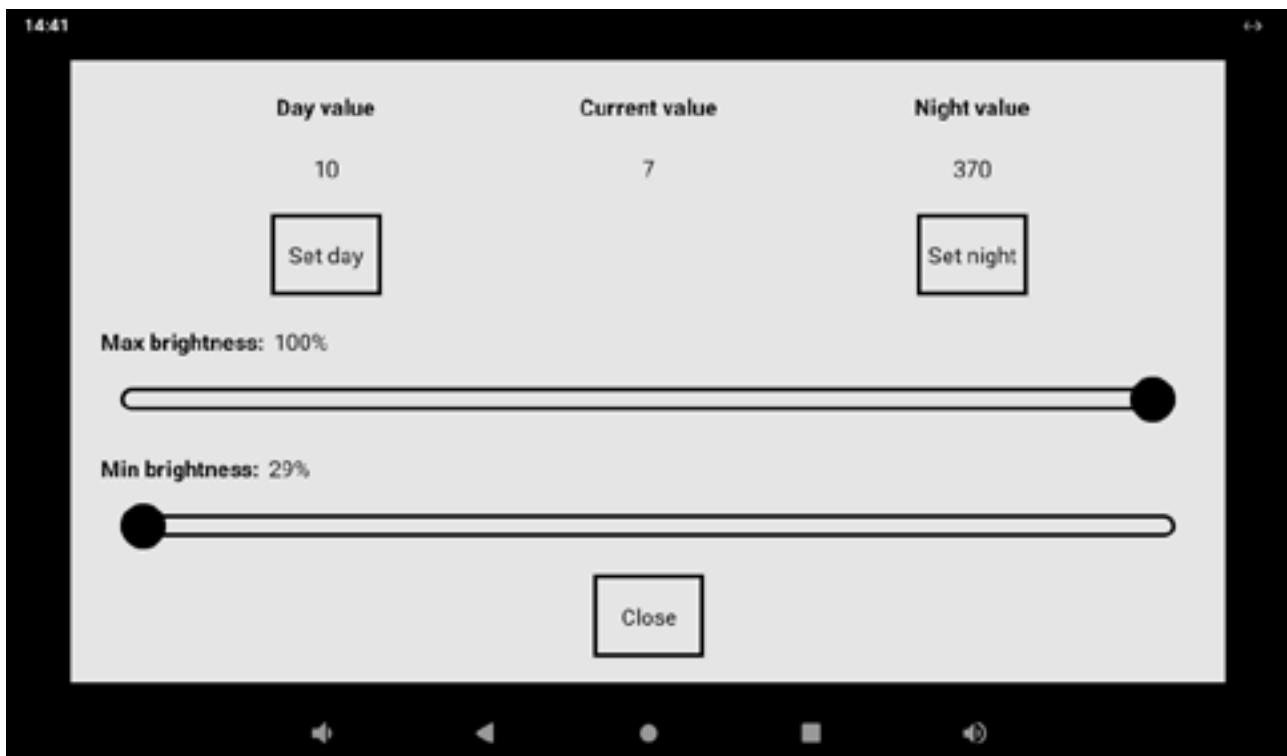 14:41
Day value Current value Night value
10 7 370
Set day Set night
Max brightness: 100%
Min brightness: 29%
Close